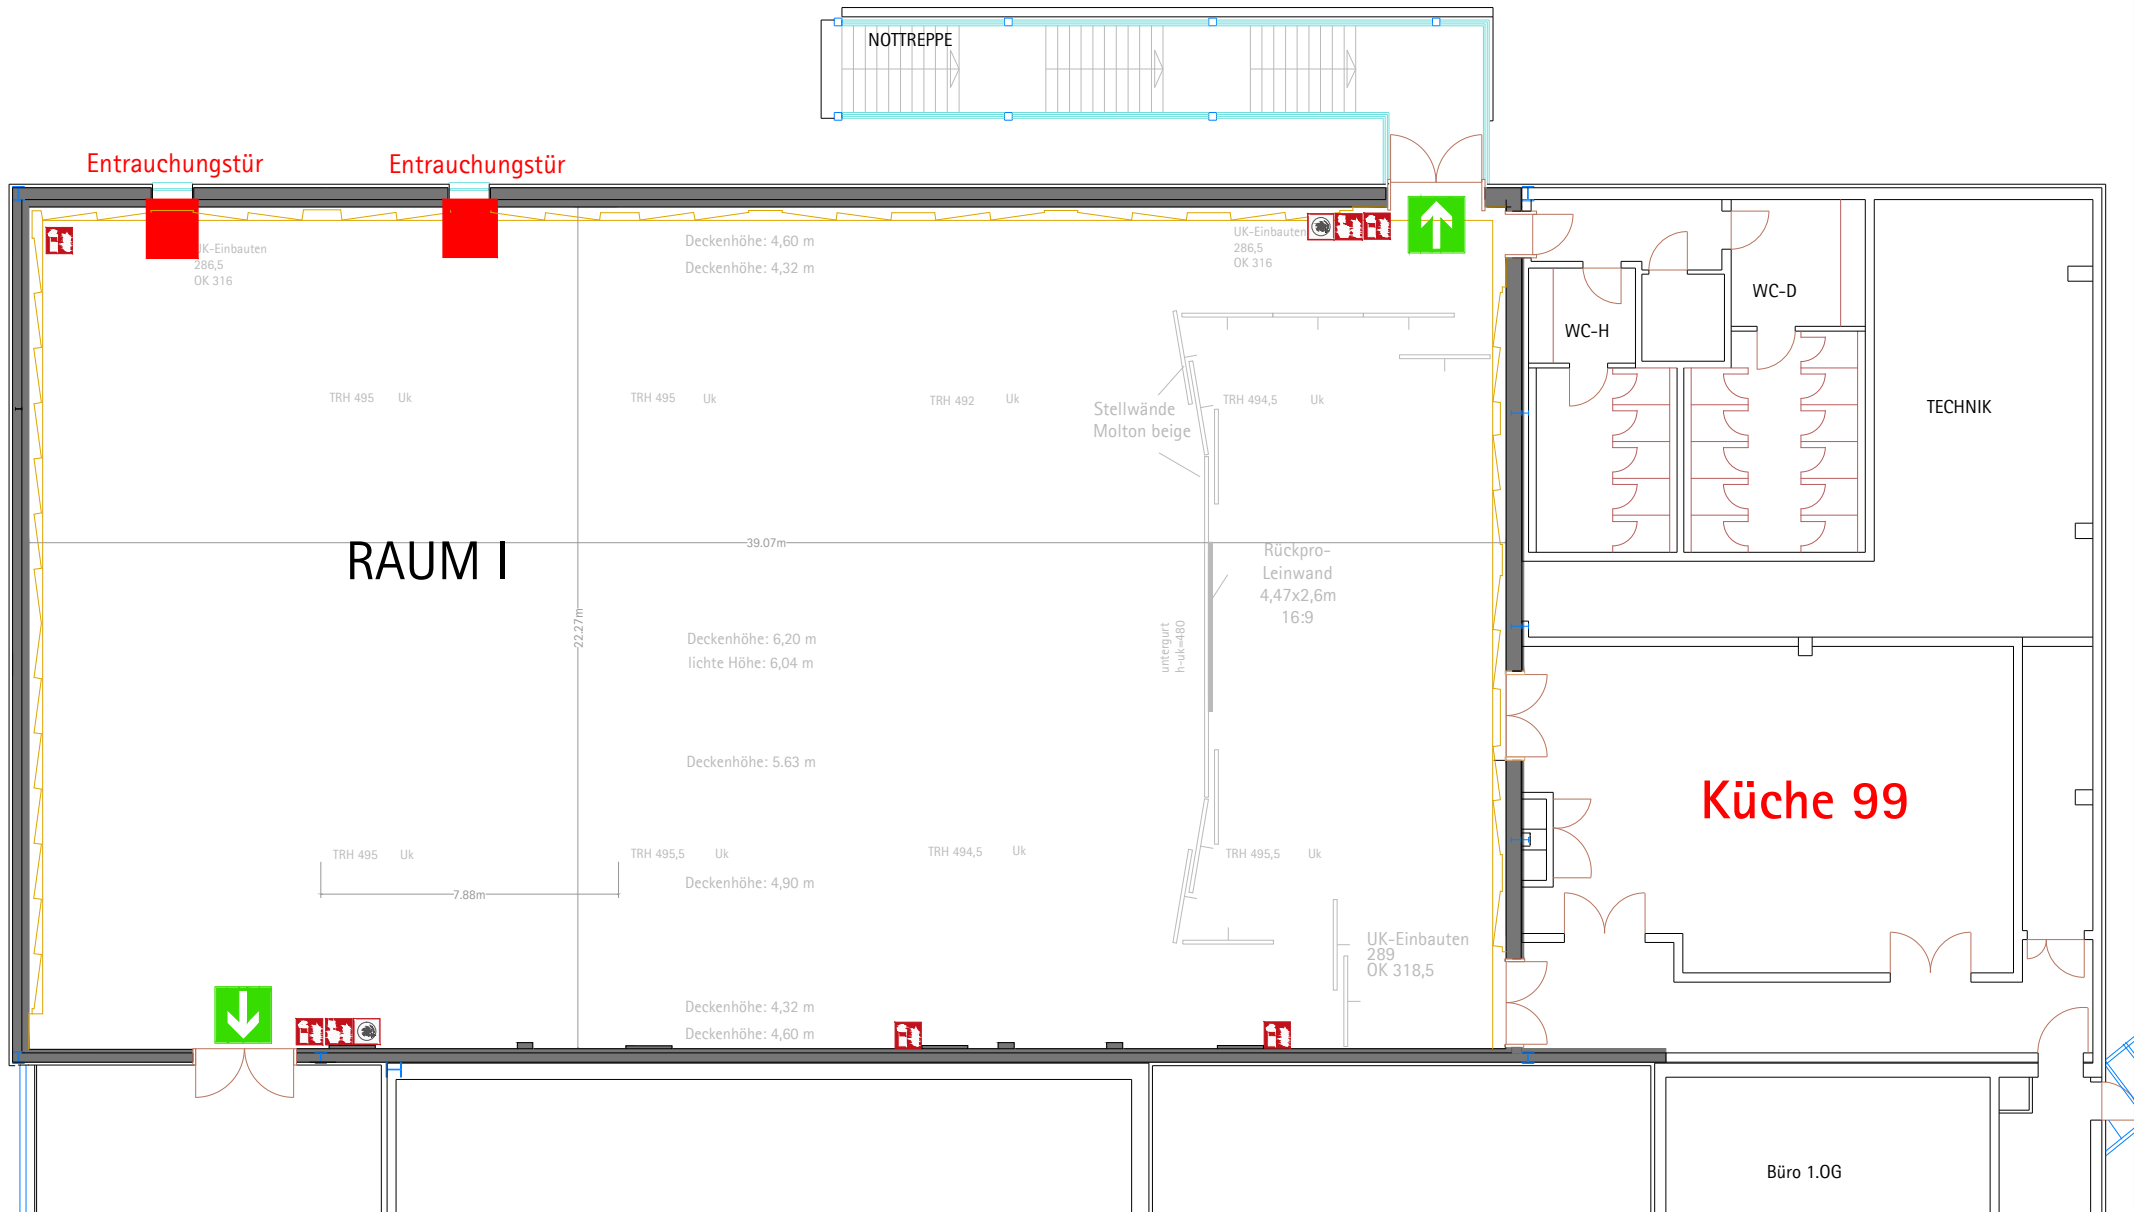 NOTTREPPE
Entrauchungstür
Entrauchungstür
UK-Einbauten
286,5
OK 316
Deckenhöhe: 4,60 m
Deckenhöhe: 4,32 m
UK-Einbauten
286,5
OK 316
WC-D
WC-H
TECHNIK
TRH 495 Uk
TRH 495 Uk
TRH 492 Uk
Stellwände
Molton beige
TRH 494,5 Uk
RAUM I
39.07m
22.27m
Rückpro-
Leinwand
4,47x2,6m
16:9
untergurt
h-uk=480
Deckenhöhe: 6,20 m
lichte Höhe: 6,04 m
Deckenhöhe: 5.63 m
Küche 99
TRH 495 Uk
TRH 495,5 Uk
TRH 494,5 Uk
TRH 495,5 Uk
Deckenhöhe: 4,90 m
7.88m
UK-Einbauten
289
OK 318,5
Deckenhöhe: 4,32 m
Deckenhöhe: 4,60 m
Büro 1.OG